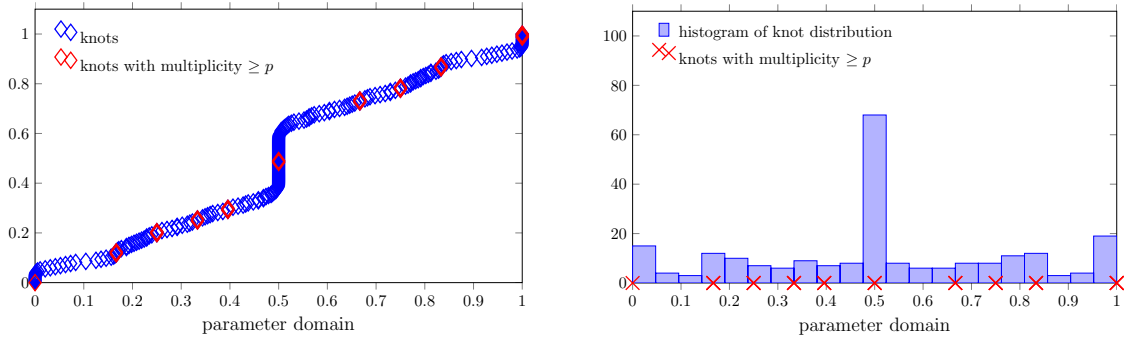 1
0.8
0.6
0.4
0.2
0
knots
knots with multiplicity ≥ p
0 0.1 0.2 0.3 0.4 0.5 0.6 0.7 0.8 0.9 1
parameter domain
100
80
60
40
20
0
histogram of knot distribution
knots with multiplicity ≥ p
0 0.1 0.2 0.3 0.4 0.5 0.6 0.7 0.8 0.9 1
parameter domain